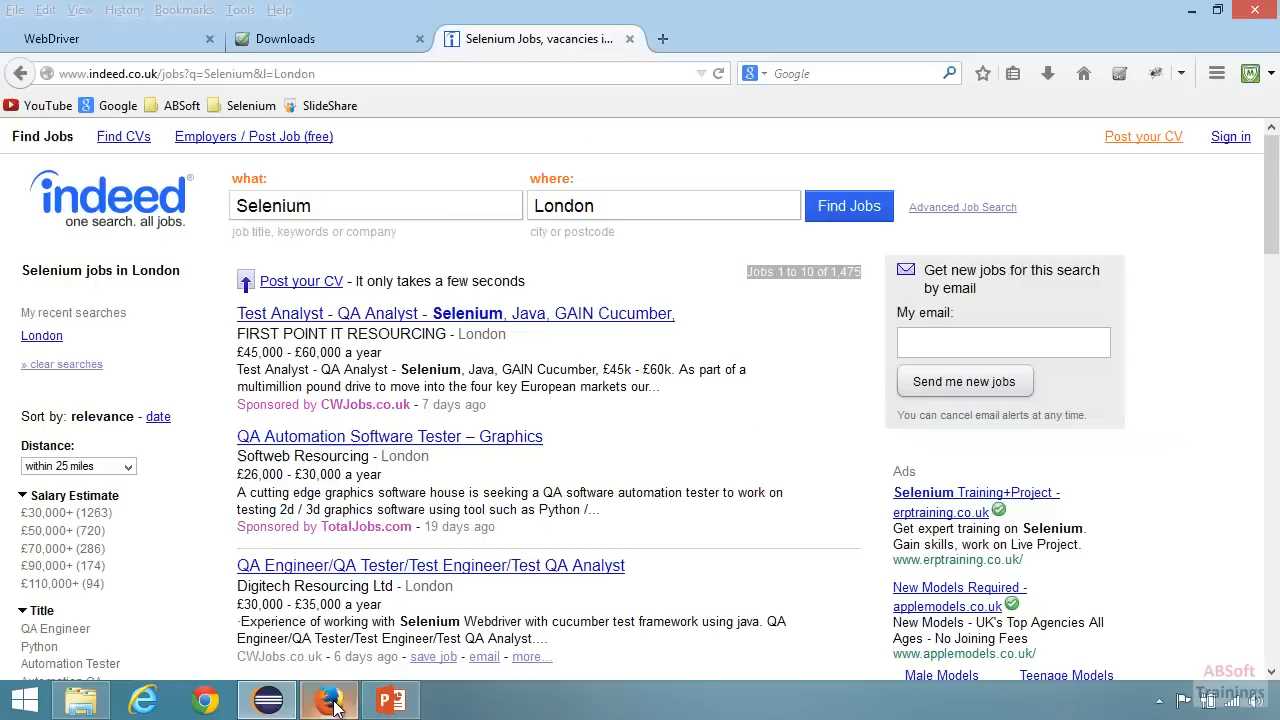 File Edit View History Bookmarks Tools Help
WebDriver
Downloads
Selenium Jobs, vacancies i...
www.indeed.co.uk/jobs?q=Selenium&l=London
Google
YouTube Google ABSoft Selenium SlideShare
Find Jobs Find CVs Employers / Post Job (free)
Post your CV Sign in
indeed®
one search. all jobs.
what:
Selenium
job title, keywords or company
where:
London
city or postcode
Find Jobs
Advanced Job Search
Selenium jobs in London
My recent searches
London
» clear searches
Sort by: relevance - date
Distance:
within 25 miles
Salary Estimate
£30,000+ (1263)
£50,000+ (720)
£70,000+ (286)
£90,000+ (174)
£110,000+ (94)
Title
QA Engineer
Python
Automation Tester
Post your CV - It only takes a few seconds
Jobs 1 to 10 of 1,475
Test Analyst - QA Analyst - Selenium, Java, GAIN Cucumber,
FIRST POINT IT RESOURCING - London
£45,000 - £60,000 a year
Test Analyst - QA Analyst - Selenium, Java, GAIN Cucumber, £45k - £60k. As part of a
multimillion pound drive to move into the four key European markets our...
Sponsored by CWJobs.co.uk - 7 days ago
QA Automation Software Tester – Graphics
Softweb Resourcing - London
£26,000 - £30,000 a year
A cutting edge graphics software house is seeking a QA software automation tester to work on
testing 2d / 3d graphics software using tool such as Python /...
Sponsored by TotalJobs.com - 19 days ago
QA Engineer/QA Tester/Test Engineer/Test QA Analyst
Digitech Resourcing Ltd - London
£30,000 - £35,000 a year
·Experience of working with Selenium Webdriver with cucumber test framework using java. QA
Engineer/QA Tester/Test Engineer/Test QA Analyst....
CWJobs.co.uk - 6 days ago - save job - email - more...
Get new jobs for this search
by email
My email:
Send me new jobs
You can cancel email alerts at any time.
Ads
Selenium Training+Project -
erptraining.co.uk
Get expert training on Selenium.
Gain skills, work on Live Project.
www.erptraining.co.uk/
New Models Required -
applemodels.co.uk
New Models - UK's Top Agencies All
Ages - No Joining Fees
www.applemodels.co.uk/
Male Models Teenage Models
ABSoft
Trainings